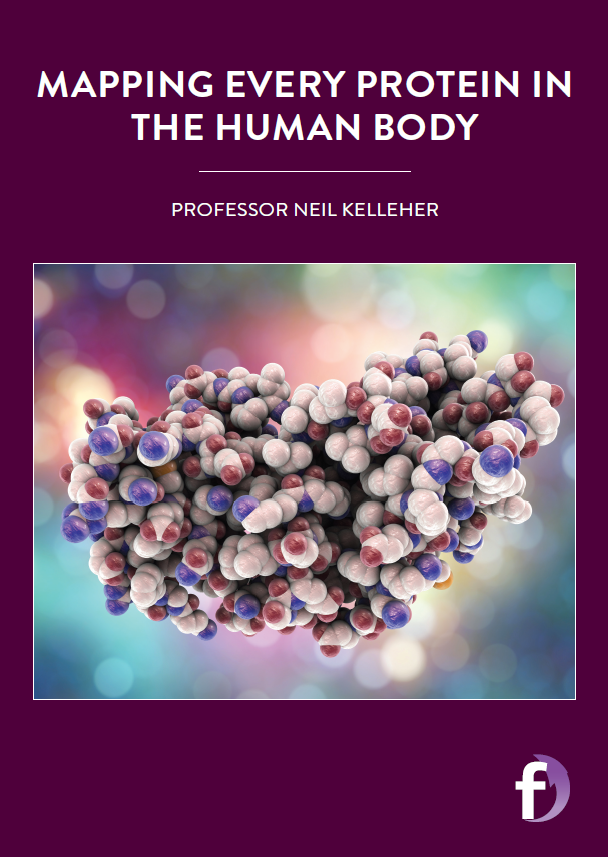 MAPPING EVERY PROTEIN IN
THE HUMAN BODY
PROFESSOR NEIL KELLEHER
f